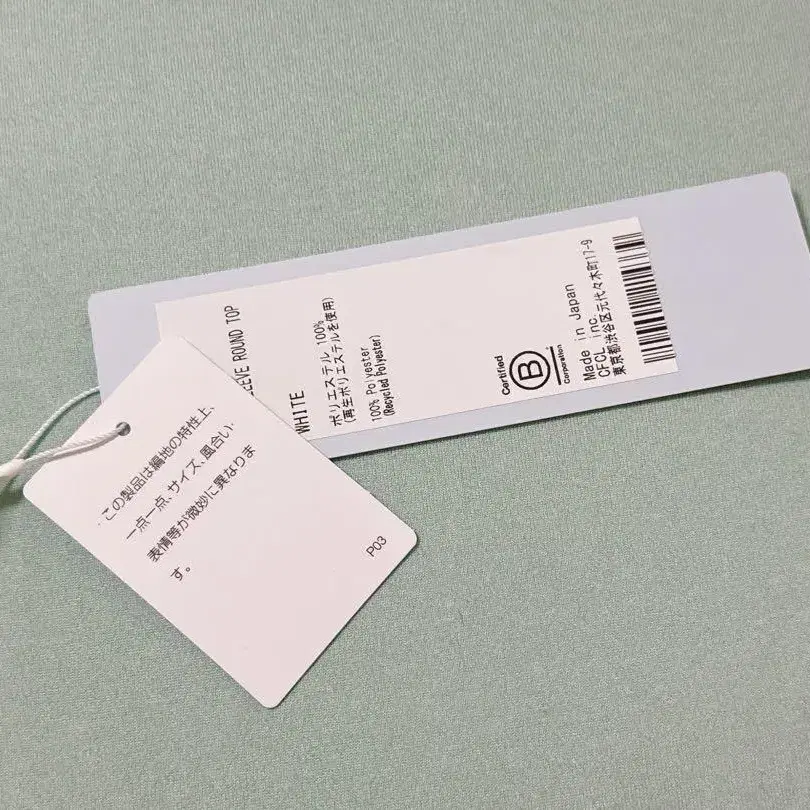 LEEVE ROUND TOP
WHITE
ポリエステル 100%
(再生ポリエステルを使用)
100% Polyester
(Recycled Polyester)
Certified
B
Corporation
Made in Japan
CFCL inc.
東京都渋谷区元代々木町17-9
・この製品は編地の特性上、
一点一点、サイズ、風合い・
表情等が微妙に異なりま
す。
P03